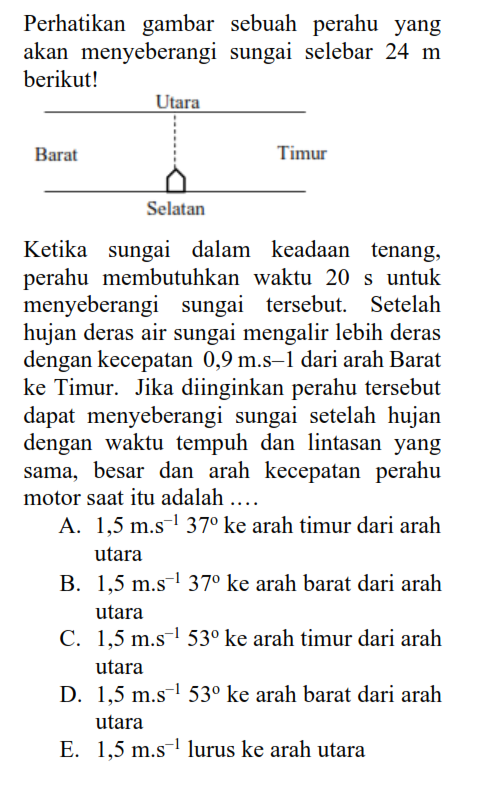 Perhatikan gambar sebuah perahu yang
akan menyeberangi sungai selebar 24 m
berikut!
Utara
Barat Timur
Selatan
Ketika sungai dalam keadaan tenang,
perahu membutuhkan waktu 20 s untuk
menyeberangi sungai tersebut. Setelah
hujan deras air sungai mengalir lebih deras
dengan kecepatan 0,9 m.s–1 dari arah Barat
ke Timur. Jika diinginkan perahu tersebut
dapat menyeberangi sungai setelah hujan
dengan waktu tempuh dan lintasan yang
sama, besar dan arah kecepatan perahu
motor saat itu adalah ….
A. 1,5 m.s⁻¹ 37º ke arah timur dari arah
utara
B. 1,5 m.s⁻¹ 37º ke arah barat dari arah
utara
C. 1,5 m.s⁻¹ 53º ke arah timur dari arah
utara
D. 1,5 m.s⁻¹ 53º ke arah barat dari arah
utara
E. 1,5 m.s⁻¹ lurus ke arah utara